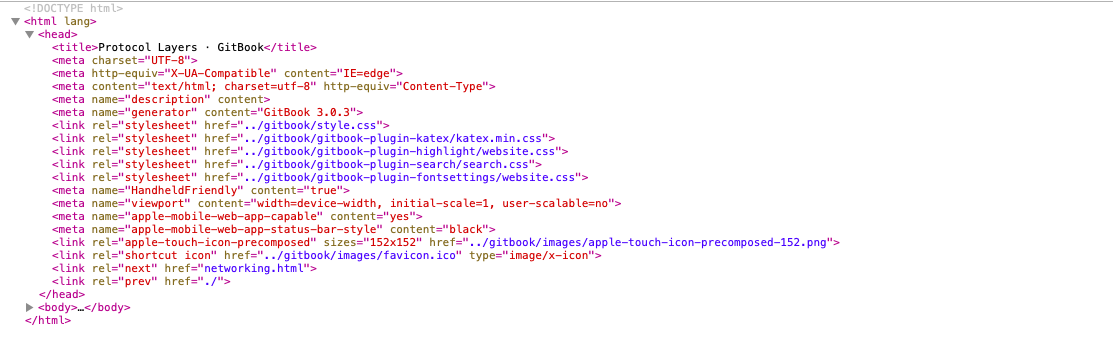 <!DOCTYPE html>
<html lang>
<head>
<title>Protocol Layers · GitBook</title>
<meta charset="UTF-8">
<meta http-equiv="X-UA-Compatible" content="IE=edge">
<meta content="text/html; charset=utf-8" http-equiv="Content-Type">
<meta name="description" content>
<meta name="generator" content="GitBook 3.0.3">
<link rel="stylesheet" href="../gitbook/style.css">
<link rel="stylesheet" href="../gitbook/gitbook-plugin-katex/katex.min.css">
<link rel="stylesheet" href="../gitbook/gitbook-plugin-highlight/website.css">
<link rel="stylesheet" href="../gitbook/gitbook-plugin-search/search.css">
<link rel="stylesheet" href="../gitbook/gitbook-plugin-fontsettings/website.css">
<meta name="HandheldFriendly" content="true">
<meta name="viewport" content="width=device-width, initial-scale=1, user-scalable=no">
<meta name="apple-mobile-web-app-capable" content="yes">
<meta name="apple-mobile-web-app-status-bar-style" content="black">
<link rel="apple-touch-icon-precomposed" sizes="152x152" href="../gitbook/images/apple-touch-icon-precomposed-152.png">
<link rel="shortcut icon" href="../gitbook/images/favicon.ico" type="image/x-icon">
<link rel="next" href="networking.html">
<link rel="prev" href="./">
</head>
<body>…</body>
</html>